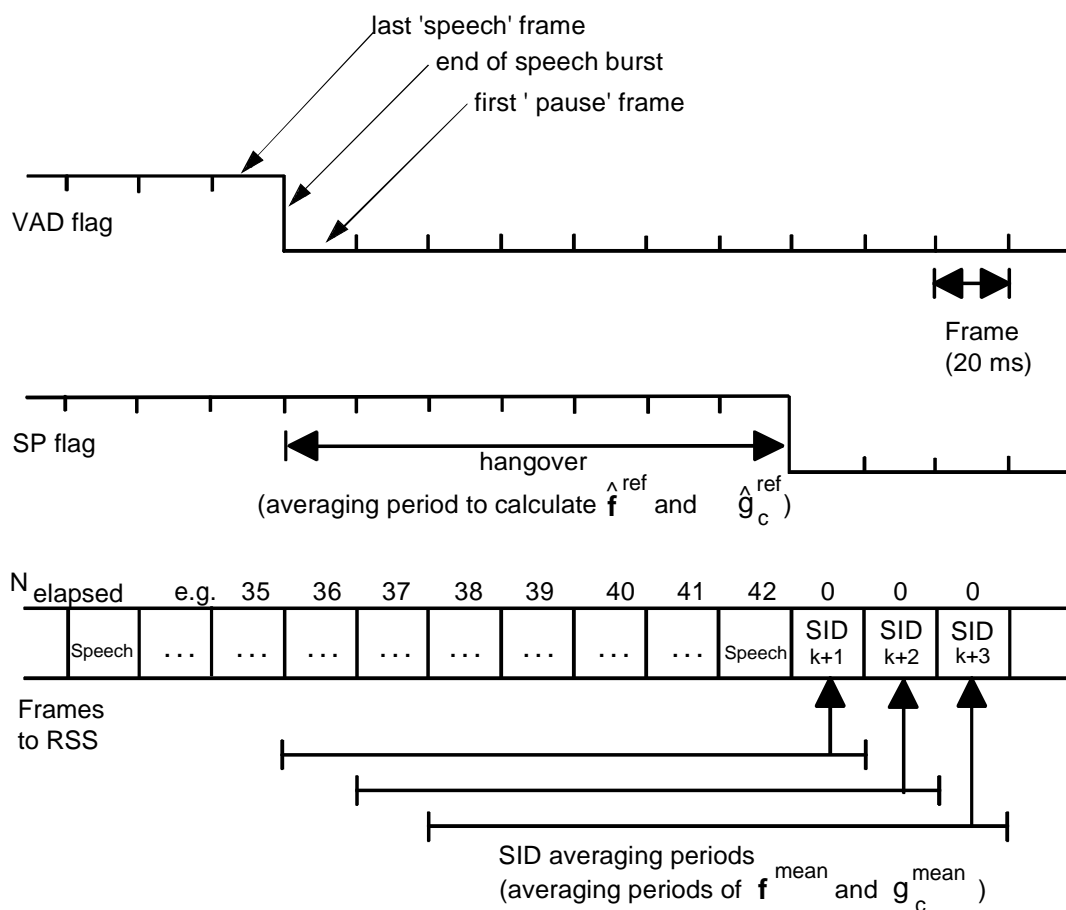 last 'speech' frame
end of speech burst
first ' pause' frame
VAD flag
Frame
(20 ms)
SP flag
hangover
(averaging period to calculate f̂ ref and ĝ c ref )
N elapsed e.g. 35 36 37 38 39 40 41 42 0 0 0
Speech ... ... ... ... ... ... ... ... Speech SID SID SID
k+1 k+2 k+3
Frames
to RSS
SID averaging periods
(averaging periods of f mean and g c mean )